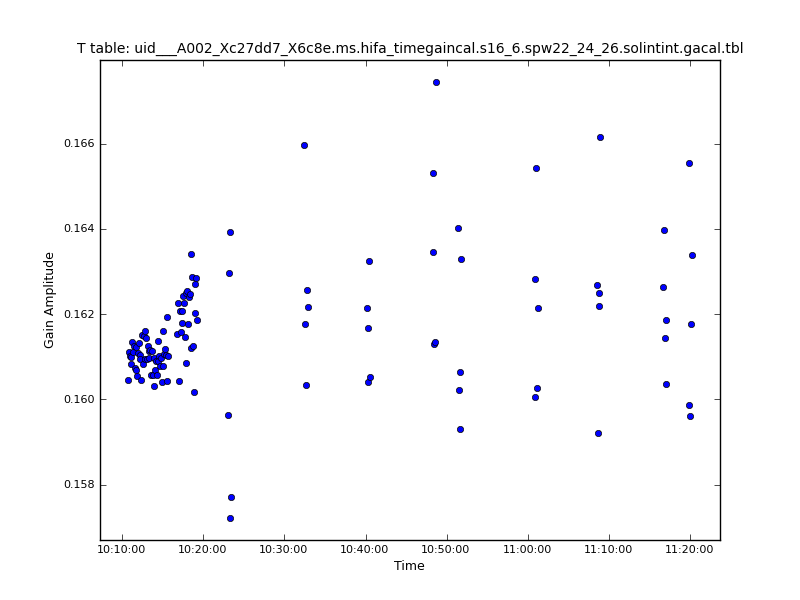 T table: uid___A002_Xc27dd7_X6c8e.ms.hifa_timegaincal.s16_6.spw22_24_26.solintint.gacal.tbl
0.166
0.164
0.162
0.160
0.158
Gain Amplitude
10:10:00 10:20:00 10:30:00 10:40:00 10:50:00 11:00:00 11:10:00 11:20:00
Time